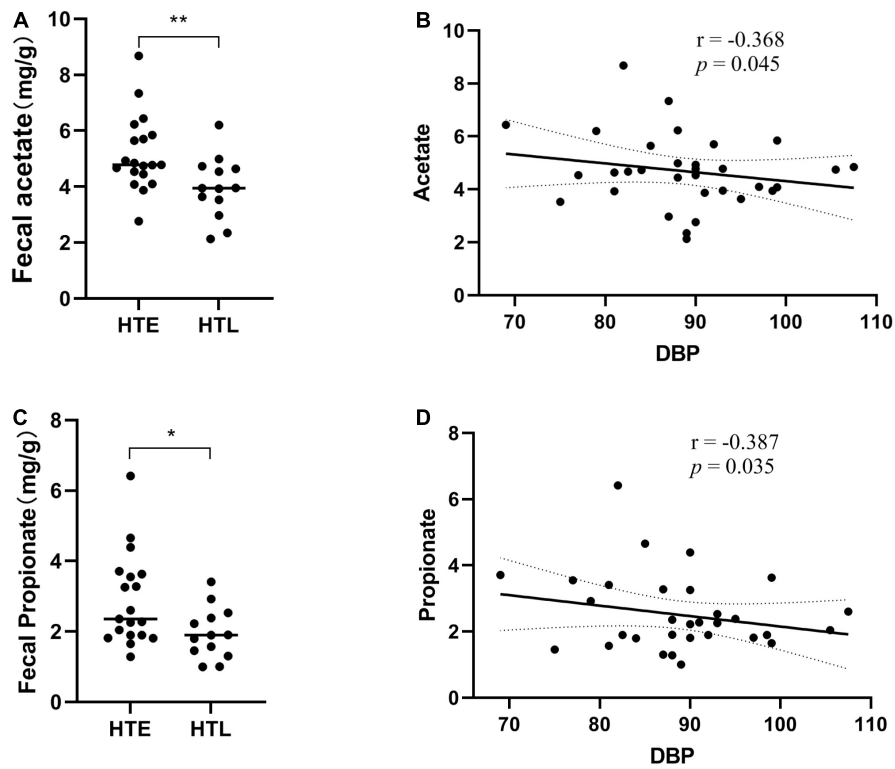 A
Fecal acetate(mg/g)
10
8
6
4
2
0
**
HTE
HTL
B
Acetate
10
8
6
4
2
0
r = -0.368
p = 0.045
70
80
90
100
110
DBP
C
Fecal Propionate(mg/g)
8
6
4
2
0
*
HTE
HTL
D
Propionate
8
6
4
2
0
r = -0.387
p = 0.035
70
80
90
100
110
DBP